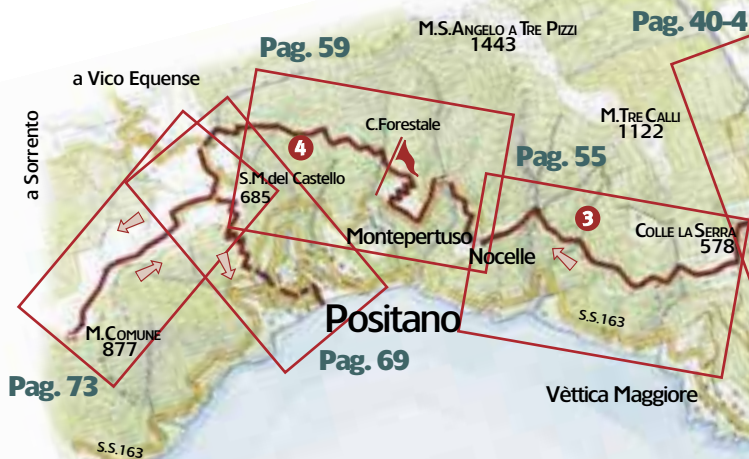 Pag. 40-4
M.S.ANGELO A TRE PIZZI
1443
Pag. 59
a Vico Equense
a Sorrento
C.Forestale
M.TRE CALLI
1122
4
Pag. 55
S.M.del Castello
685
3
COLLE LA SERRA
578
Montepertuso
Nocelle
Positano
S.S.163
M.COMUNE
877
Pag. 69
Pag. 73
Vèttica Maggiore
S.S.163